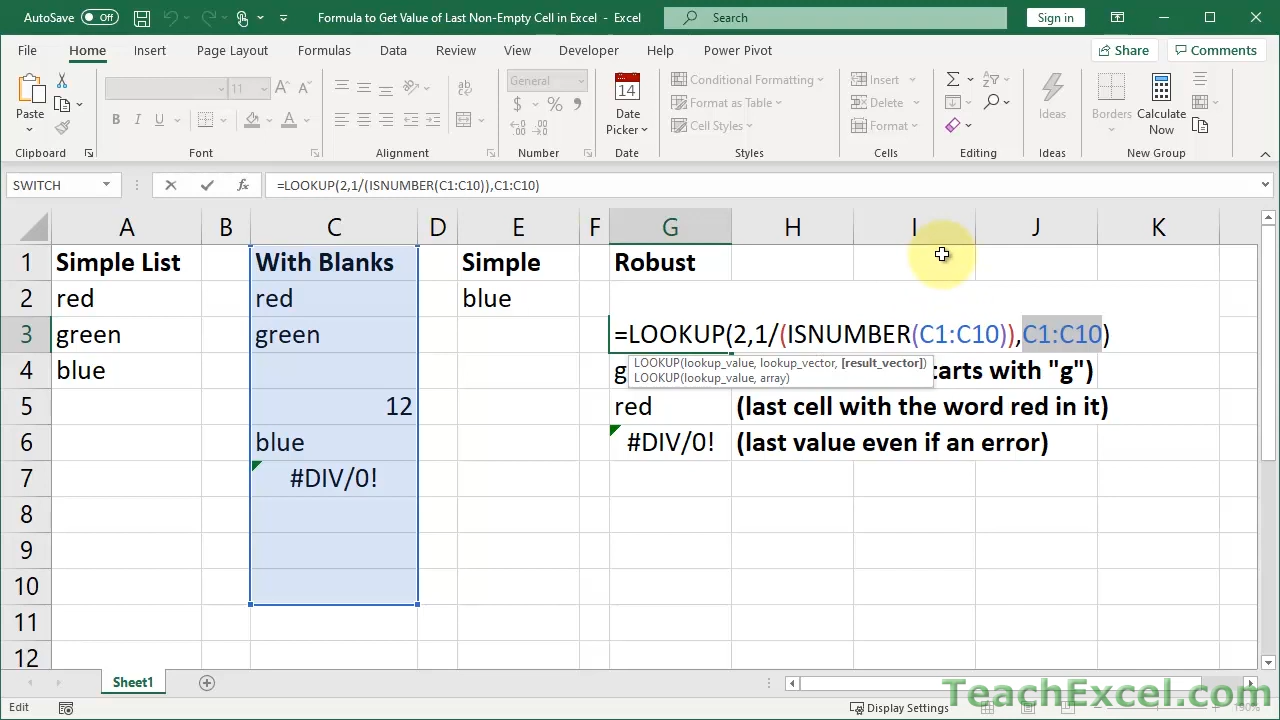 AutoSave Off
Formula to Get Value of Last Non-Empty Cell in Excel - Excel
Search
Sign in
File Home Insert Page Layout Formulas Data Review View Developer Help Power Pivot
Share Comments
Paste
11
B I U
General
$ %
Date Picker
14
Conditional Formatting
Format as Table
Cell Styles
Insert
Delete
Format
Ideas
Borders
Calculate Now
Clipboard Font Alignment Number Date Styles Cells Editing Ideas New Group
SWITCH
fx
=LOOKUP(2,1/(ISNUMBER(C1:C10)),C1:C10)
A B C D E F G H I J K
1 Simple List With Blanks Simple Robust
2 red red blue
3 green green =LOOKUP(2,1/(ISNUMBER(C1:C10)),C1:C10)
LOOKUP(lookup_value, lookup_vector, [result_vector])
LOOKUP(lookup_value, array)
4 blue g tarts with "g")
5 12 red (last cell with the word red in it)
6 blue #DIV/0! (last value even if an error)
7 #DIV/0!
8
9
10
11
12
Sheet1
Edit
Display Settings
190%
TeachExcel.com